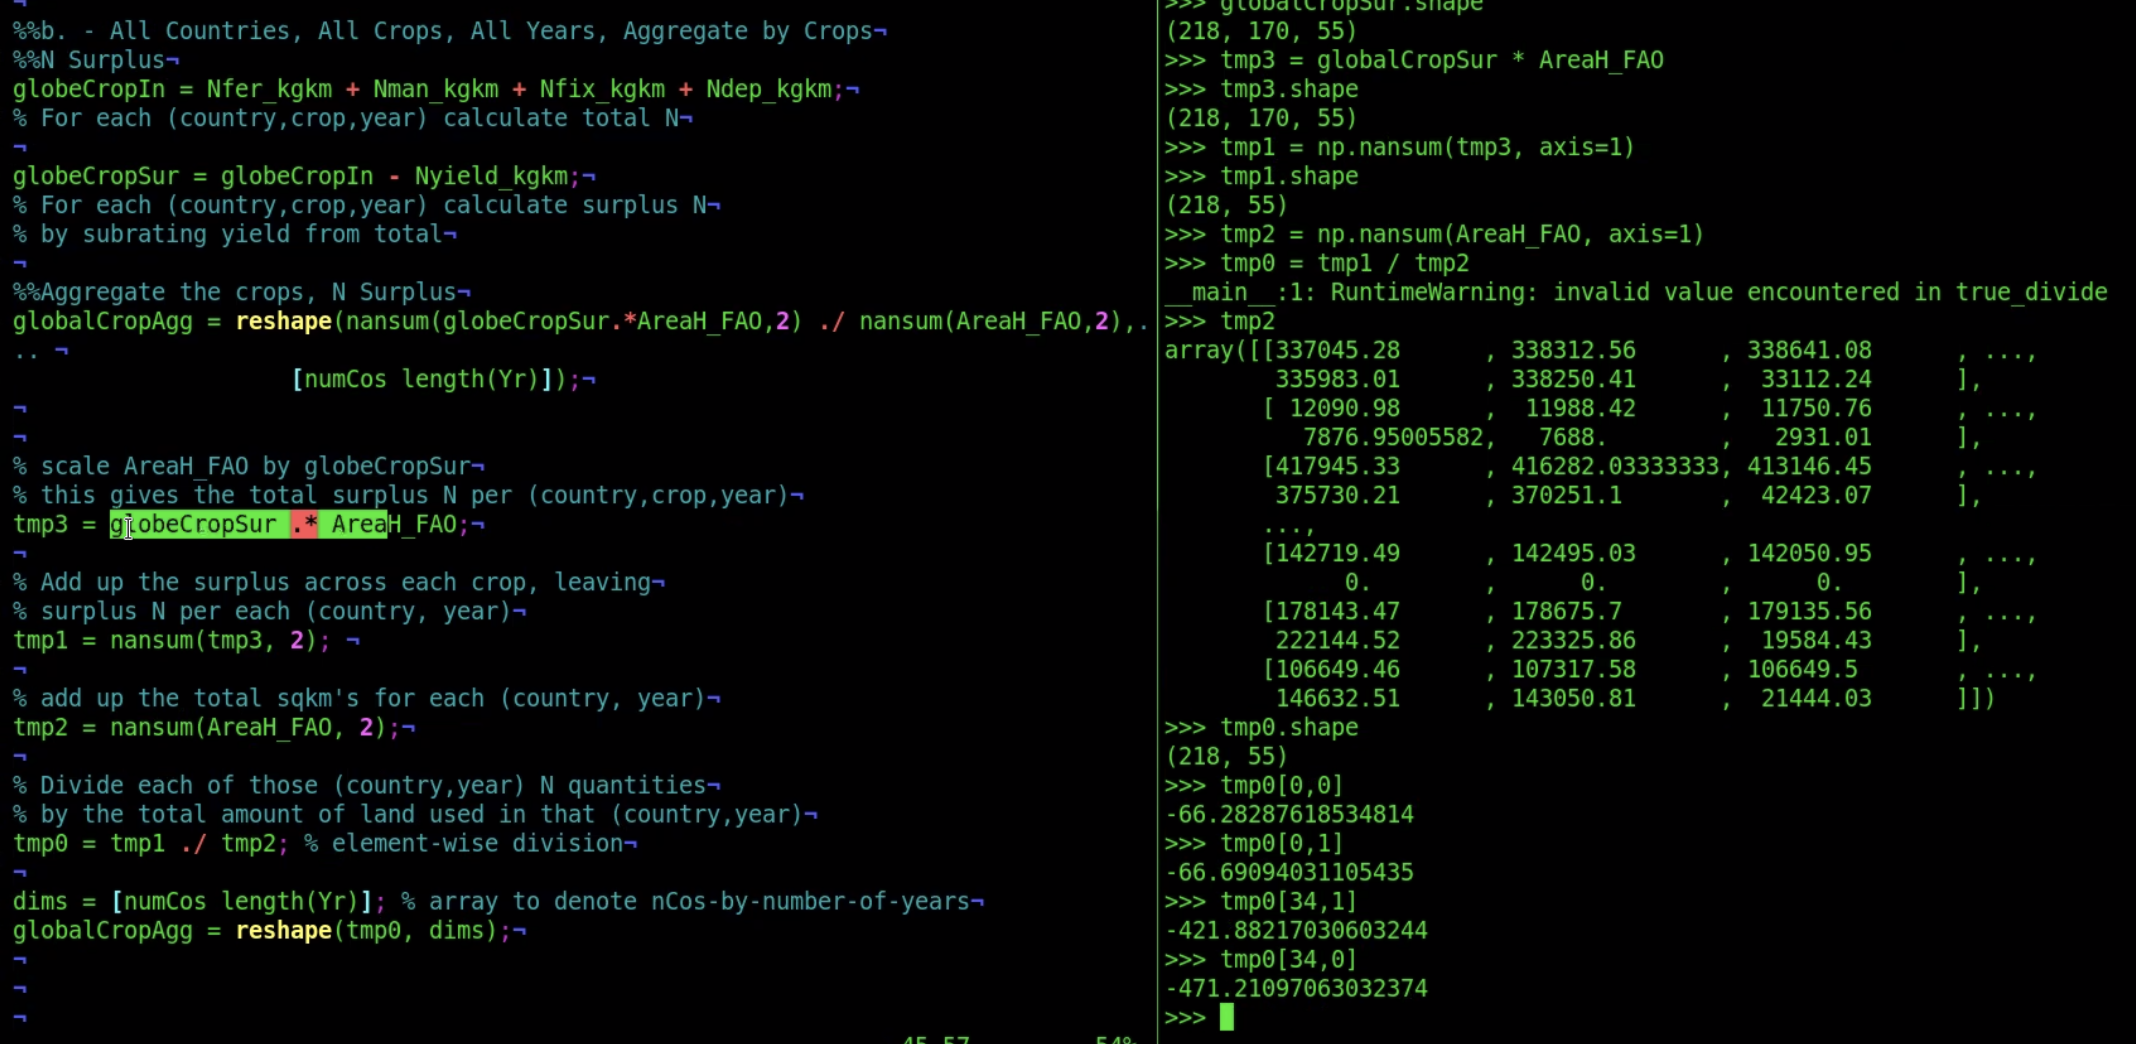 ¬
%%b. - All Countries, All Crops, All Years, Aggregate by Crops¬
%%N Surplus¬
globeCropIn = Nfer_kgkm + Nman_kgkm + Nfix_kgkm + Ndep_kgkm;¬
% For each (country,crop,year) calculate total N¬
¬
globeCropSur = globeCropIn - Nyield_kgkm;¬
% For each (country,crop,year) calculate surplus N¬
% by subrating yield from total¬
¬
%%Aggregate the crops, N Surplus¬
globalCropAgg = reshape(nansum(globeCropSur.*AreaH_FAO,2) ./ nansum(AreaH_FAO,2),.
.. ¬
[numCos length(Yr)]);¬
¬
¬
% scale AreaH_FAO by globeCropSur¬
% this gives the total surplus N per (country,crop,year)¬
tmp3 = globeCropSur .* AreaH_FAO;¬
¬
% Add up the surplus across each crop, leaving¬
% surplus N per each (country, year)¬
tmp1 = nansum(tmp3, 2); ¬
¬
% add up the total sqkm's for each (country, year)¬
tmp2 = nansum(AreaH_FAO, 2);¬
¬
% Divide each of those (country,year) N quantities¬
% by the total amount of land used in that (country,year)¬
tmp0 = tmp1 ./ tmp2; % element-wise division¬
¬
dims = [numCos length(Yr)]; % array to denote nCos-by-number-of-years¬
globalCropAgg = reshape(tmp0, dims);¬
¬
¬
¬
45,57 54%
>>> globalCropSur.shape
(218, 170, 55)
>>> tmp3 = globalCropSur * AreaH_FAO
>>> tmp3.shape
(218, 170, 55)
>>> tmp1 = np.nansum(tmp3, axis=1)
>>> tmp1.shape
(218, 55)
>>> tmp2 = np.nansum(AreaH_FAO, axis=1)
>>> tmp0 = tmp1 / tmp2
__main__:1: RuntimeWarning: invalid value encountered in true_divide
>>> tmp2
array([[337045.28      , 338312.56      , 338641.08      , ...,
335983.01      , 338250.41      ,  33112.24      ],
[ 12090.98      ,  11988.42      ,  11750.76      , ...,
7876.95005582,   7688.        ,   2931.01      ],
[417945.33      , 416282.03333333, 413146.45      , ...,
375730.21      , 370251.1       ,  42423.07      ],
...,
[142719.49      , 142495.03      , 142050.95      , ...,
0.        ,      0.        ,      0.        ],
[178143.47      , 178675.7       , 179135.56      , ...,
222144.52      , 223325.86      ,  19584.43      ],
[106649.46      , 107317.58      , 106649.5       , ...,
146632.51      , 143050.81      ,  21444.03      ]])
>>> tmp0.shape
(218, 55)
>>> tmp0[0,0]
-66.28287618534814
>>> tmp0[0,1]
-66.69094031105435
>>> tmp0[34,1]
-421.88217030603244
>>> tmp0[34,0]
-471.21097063032374
>>>